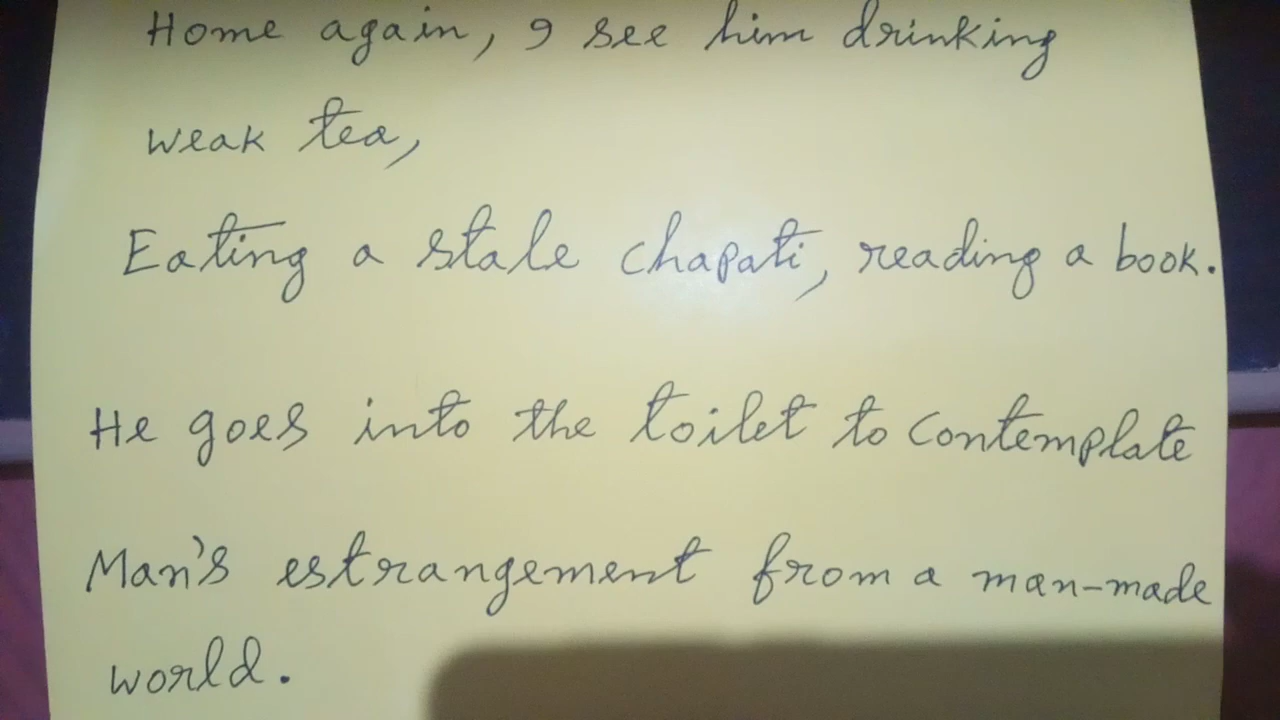 Home again, I see him drinking
weak tea,
Eating a stale chapati, reading a book.
He goes into the toilet to contemplate
Man's estrangement from a man-made
world.